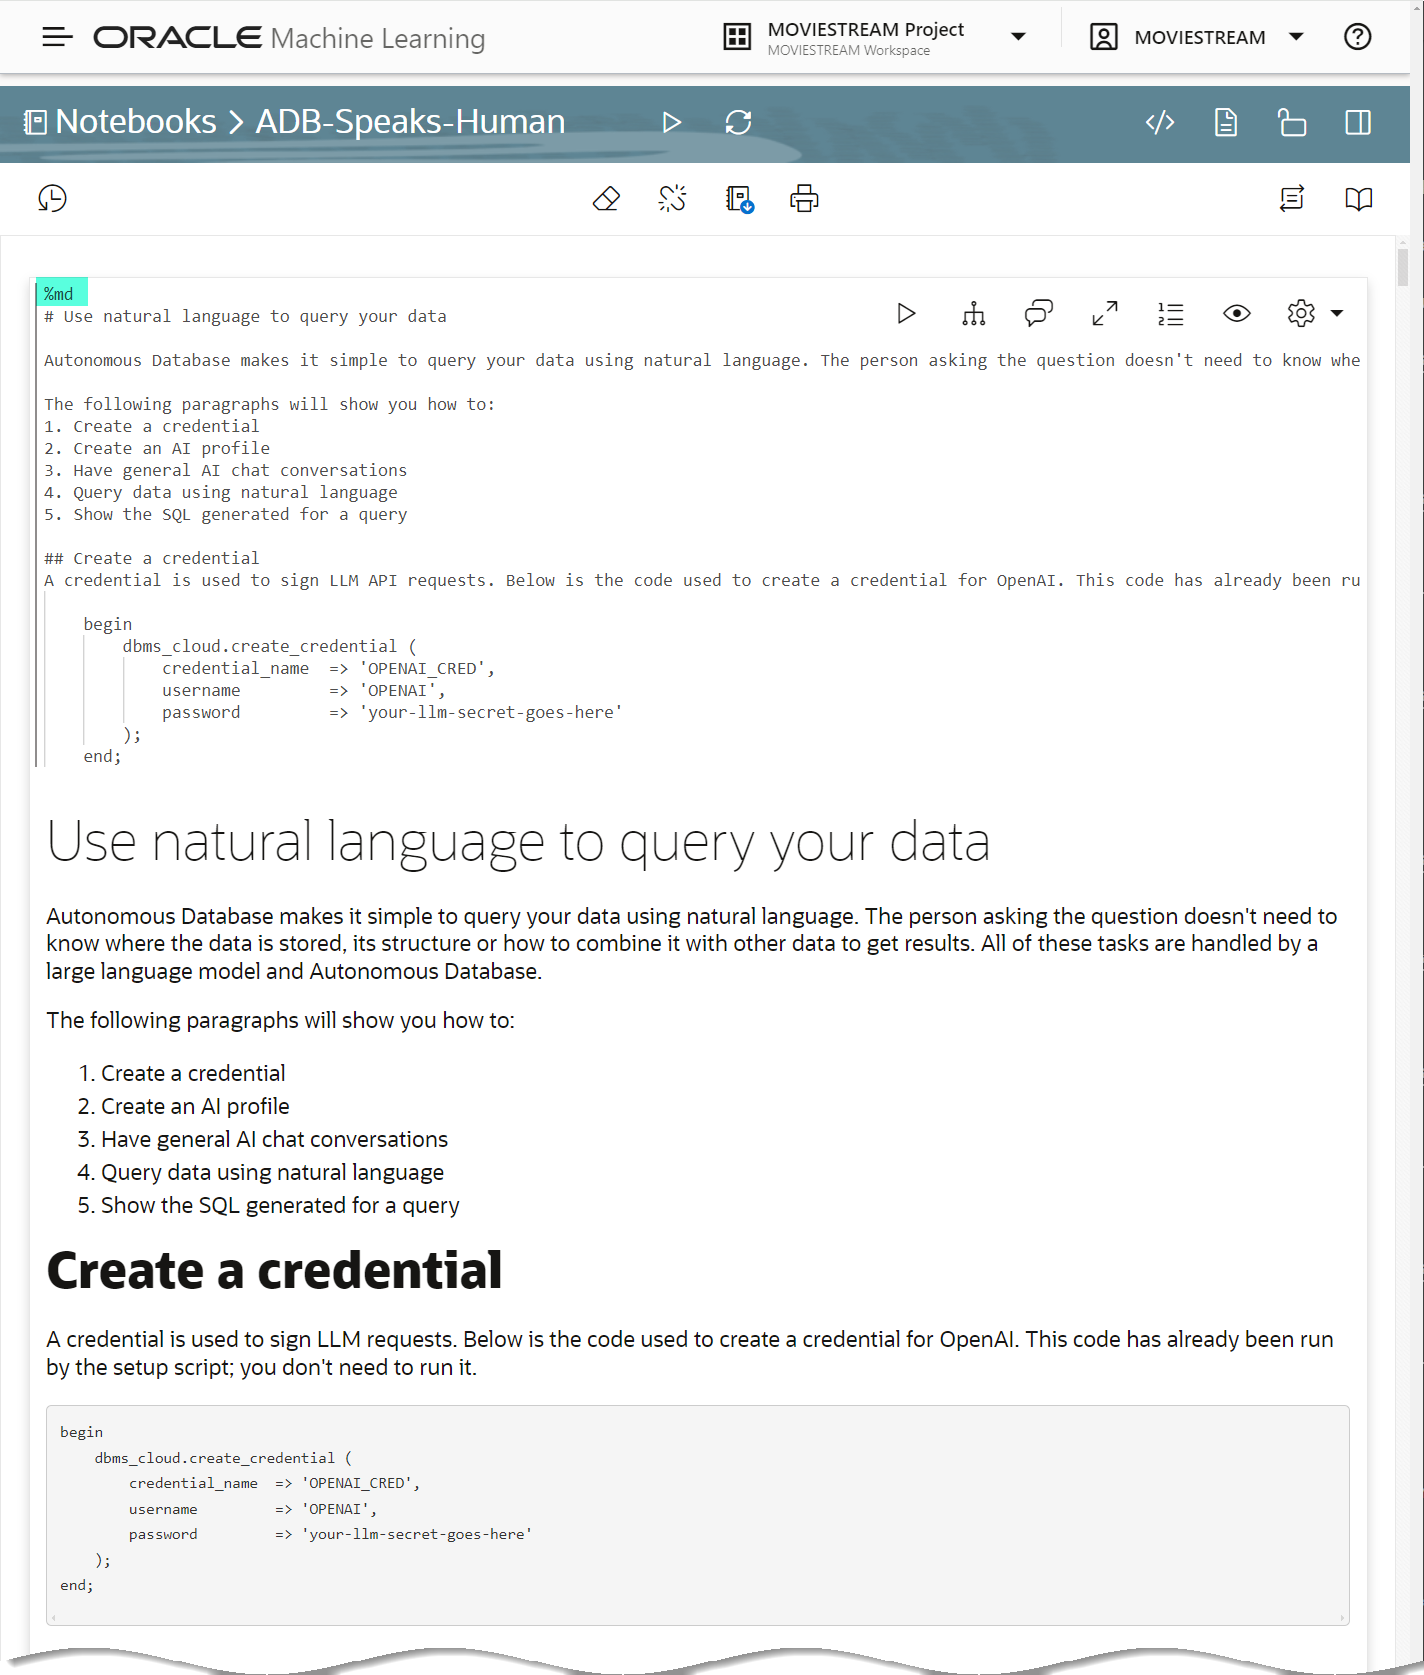 ORACLE Machine Learning
MOVIESTREAM Project
MOVIESTREAM Workspace
MOVIESTREAM
Notebooks > ADB-Speaks-Human
%md
# Use natural language to query your data
Autonomous Database makes it simple to query your data using natural language. The person asking the question doesn't need to know whe
The following paragraphs will show you how to:
1. Create a credential
2. Create an AI profile
3. Have general AI chat conversations
4. Query data using natural language
5. Show the SQL generated for a query
## Create a credential
A credential is used to sign LLM API requests. Below is the code used to create a credential for OpenAI. This code has already been ru
begin
dbms_cloud.create_credential (
credential_name => 'OPENAI_CRED',
username => 'OPENAI',
password => 'your-llm-secret-goes-here'
);
end;
Use natural language to query your data
Autonomous Database makes it simple to query your data using natural language. The person asking the question doesn't need to
know where the data is stored, its structure or how to combine it with other data to get results. All of these tasks are handled by a
large language model and Autonomous Database.
The following paragraphs will show you how to:
1. Create a credential
2. Create an AI profile
3. Have general AI chat conversations
4. Query data using natural language
5. Show the SQL generated for a query
Create a credential
A credential is used to sign LLM requests. Below is the code used to create a credential for OpenAI. This code has already been run
by the setup script; you don't need to run it.
begin
dbms_cloud.create_credential (
credential_name => 'OPENAI_CRED',
username => 'OPENAI',
password => 'your-llm-secret-goes-here'
);
end;